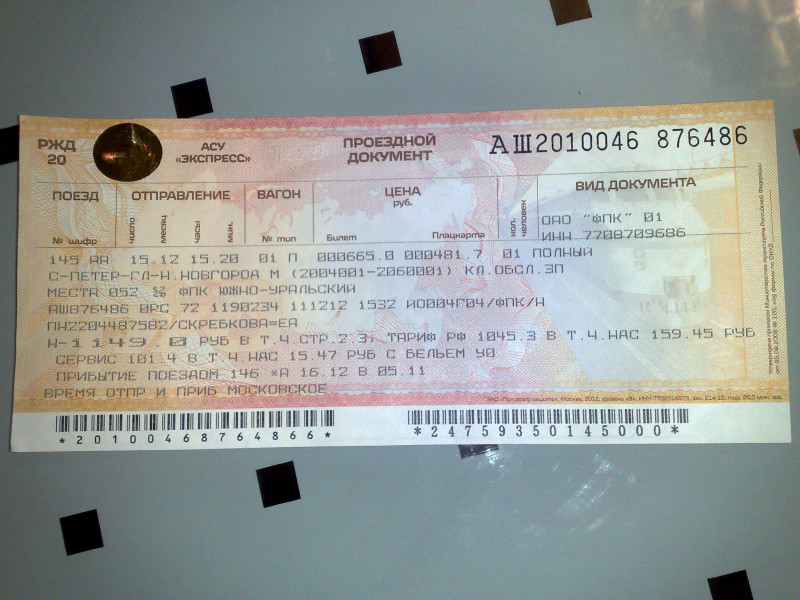 РЖД АСУ ПРОЕЗДНОЙ АШ2010046 876486
20 «ЭКСПРЕСС» ДОКУМЕНТ
ПОЕЗД ОТПРАВЛЕНИЕ ВАГОН ЦЕНА ВИД ДОКУМЕНТА
руб.
№ шифр число месяц часы мин. № тип Билет Плацкарта кол. человек
ОАО "ФПК" 01
ИНН 7708709686
145 АА 15.12 15.20 01 П 000665.0 000481.7 01 ПОЛНЫЙ
С-ПЕТЕР-ГЛ-Н.НОВГОРОД М (2004001-2060001) КЛ.ОБСЛ.3П
МЕСТА 052 ФПК ЮЖНО-УРАЛЬСКИЙ
АШ876486 0РС 72 1190234 111212 1532 ИО004Г04/ФПК/Н
ПН2204487582/СКРЕБКОВА=ЕА
Н-1149.0 РУБ В Т.Ч.СТР.2.3; ТАРИФ РФ 1045.3 В Т.Ч.НАС 159.45 РУБ
СЕРВИС 101.4 В Т.Ч.НАС 15.47 РУБ С БЕЛЬЕМ У0
ПРИБЫТИЕ ПОЕЗДОМ 146 *А 16.12 В 05.11
ВРЕМЯ ОТПР И ПРИБ МОСКОВСКОЕ
*20100468764866*
*24759350145000*